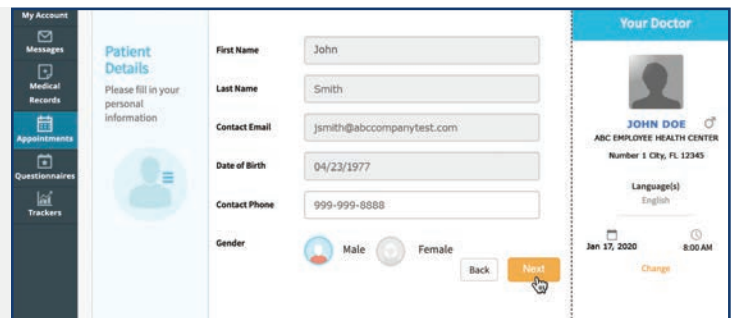 My Account
Messages
Medical
Records
Appointments
Questionnaires
Trackers
Patient
Details
Please fill in your
personal
information
First Name
John
Last Name
Smith
Contact Email
jsmith@abccompanytest.com
Date of Birth
04/23/1977
Contact Phone
999-999-8888
Gender
Male
Female
Back
Next
Your Doctor
JOHN DOE
ABC EMPLOYEE HEALTH CENTER
Number 1 City, FL 12345
Language(s)
English
Jan 17, 2020
8:00 AM
Change